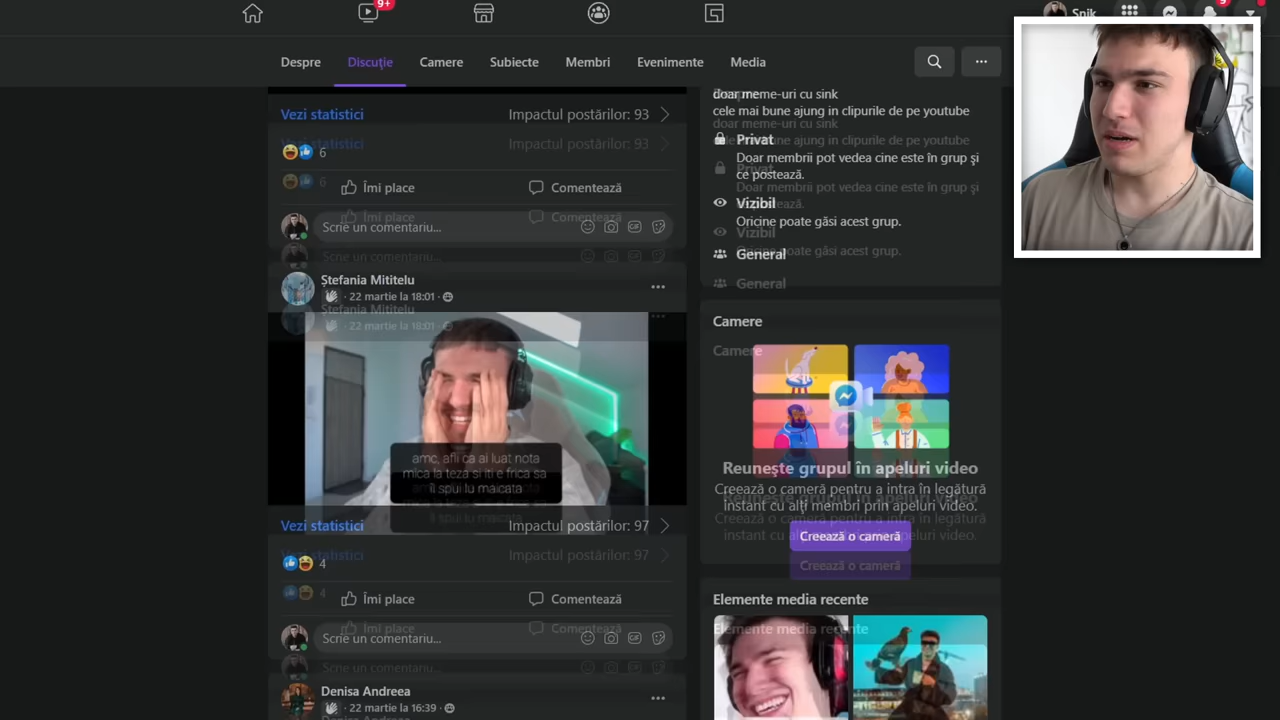 9+
Snik
9
Despre
Discuție
Camere
Subiecte
Membri
Evenimente
Media
Vezi statistici
Impactul postărilor: 93
6
Îmi place
Comentează
Scrie un comentariu...
Ștefania Mititelu
· 22 martie la 18:01 ·
amc, afli ca ai luat nota
mica la teza si iti e frica sa
îl spui lu maicata
Vezi statistici
Impactul postărilor: 97
4
Îmi place
Comentează
Scrie un comentariu...
Denisa Andreea
· 22 martie la 16:39 ·
doar meme-uri cu sink
cele mai bune ajung in clipurile de pe youtube
Privat
Doar membrii pot vedea cine este în grup și
ce postează.
Vizibil
Oricine poate găsi acest grup.
General
Camere
Reunește grupul în apeluri video
Creează o cameră pentru a intra în legătură
instant cu alți membri prin apeluri video.
Creează o cameră
Elemente media recente